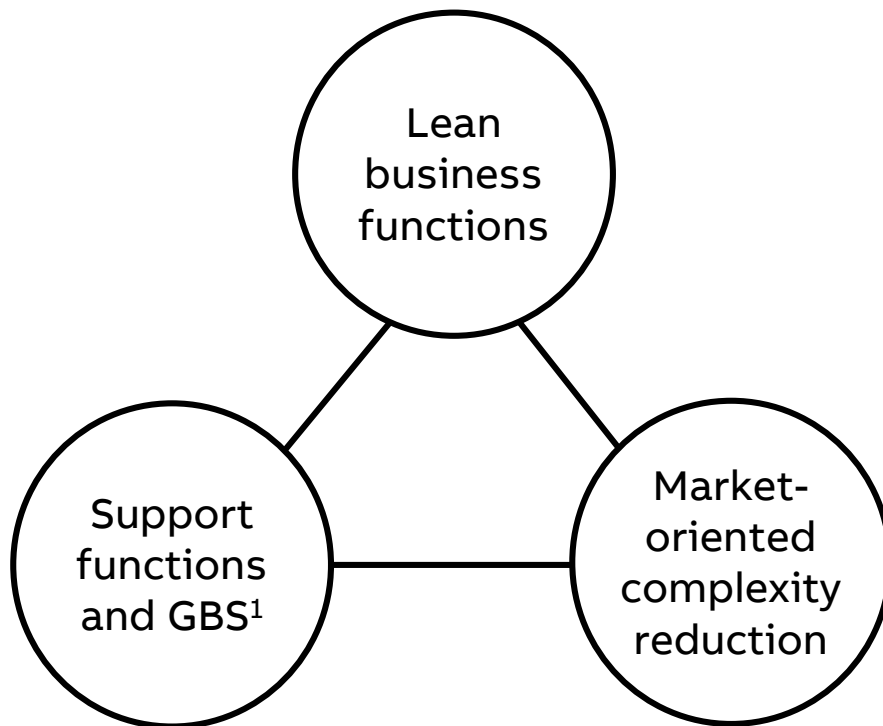 Lean
business
functions
Support
functions
and GBS¹
Market-
oriented
complexity
reduction